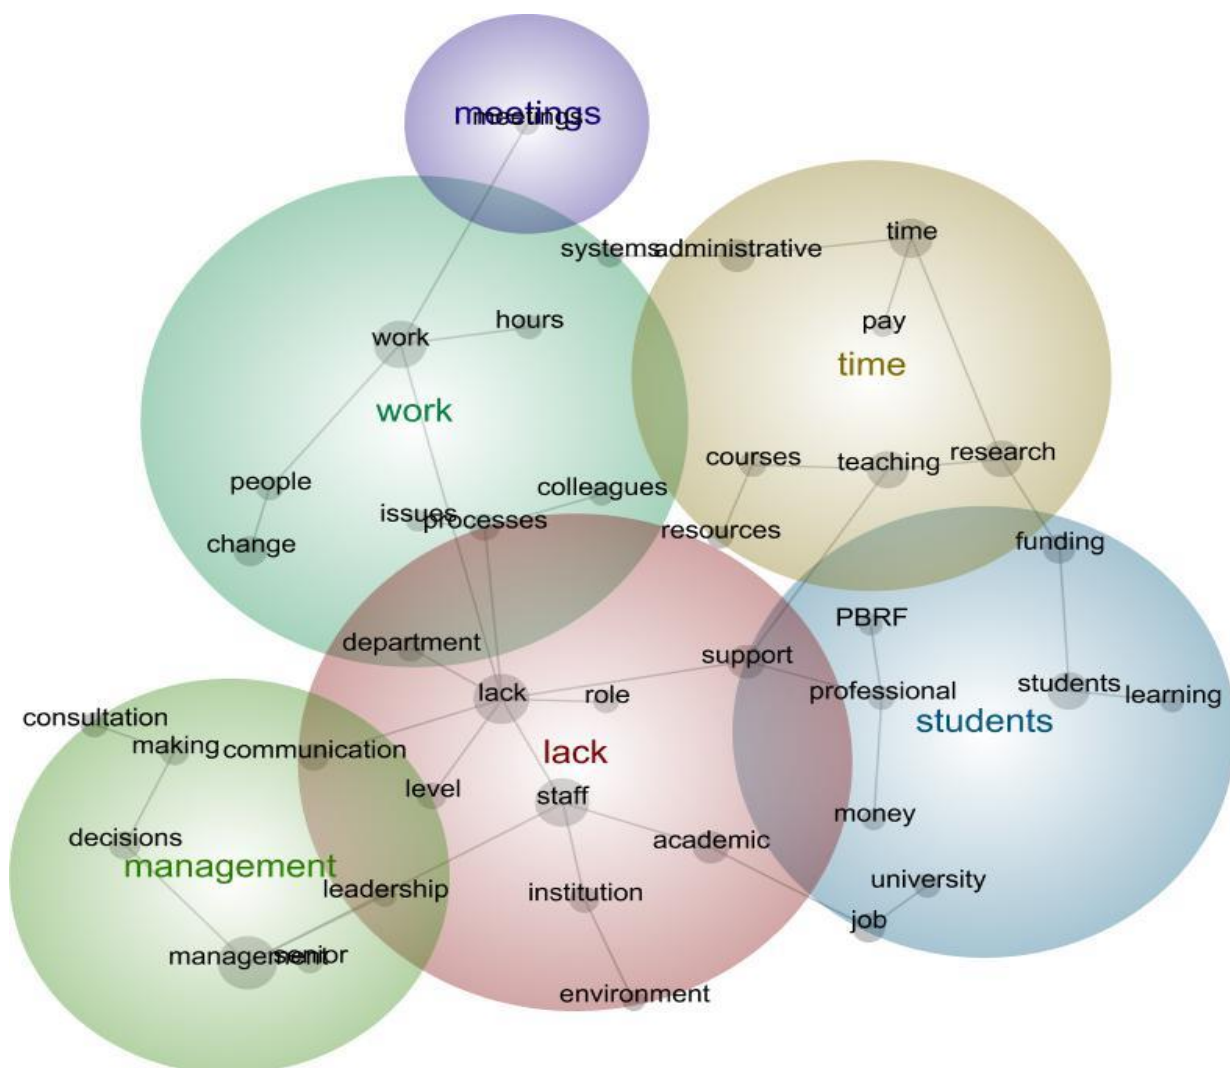 meetings
meetings
systems
administrative
time
hours
pay
work
time
work
courses
teaching
research
people
colleagues
issues
processes
resources
change
funding
PBRF
department
support
lack
role
professional
students
learning
consultation
making
communication
lack
students
level
staff
decisions
money
academic
management
leadership
institution
university
job
management
senior
environment